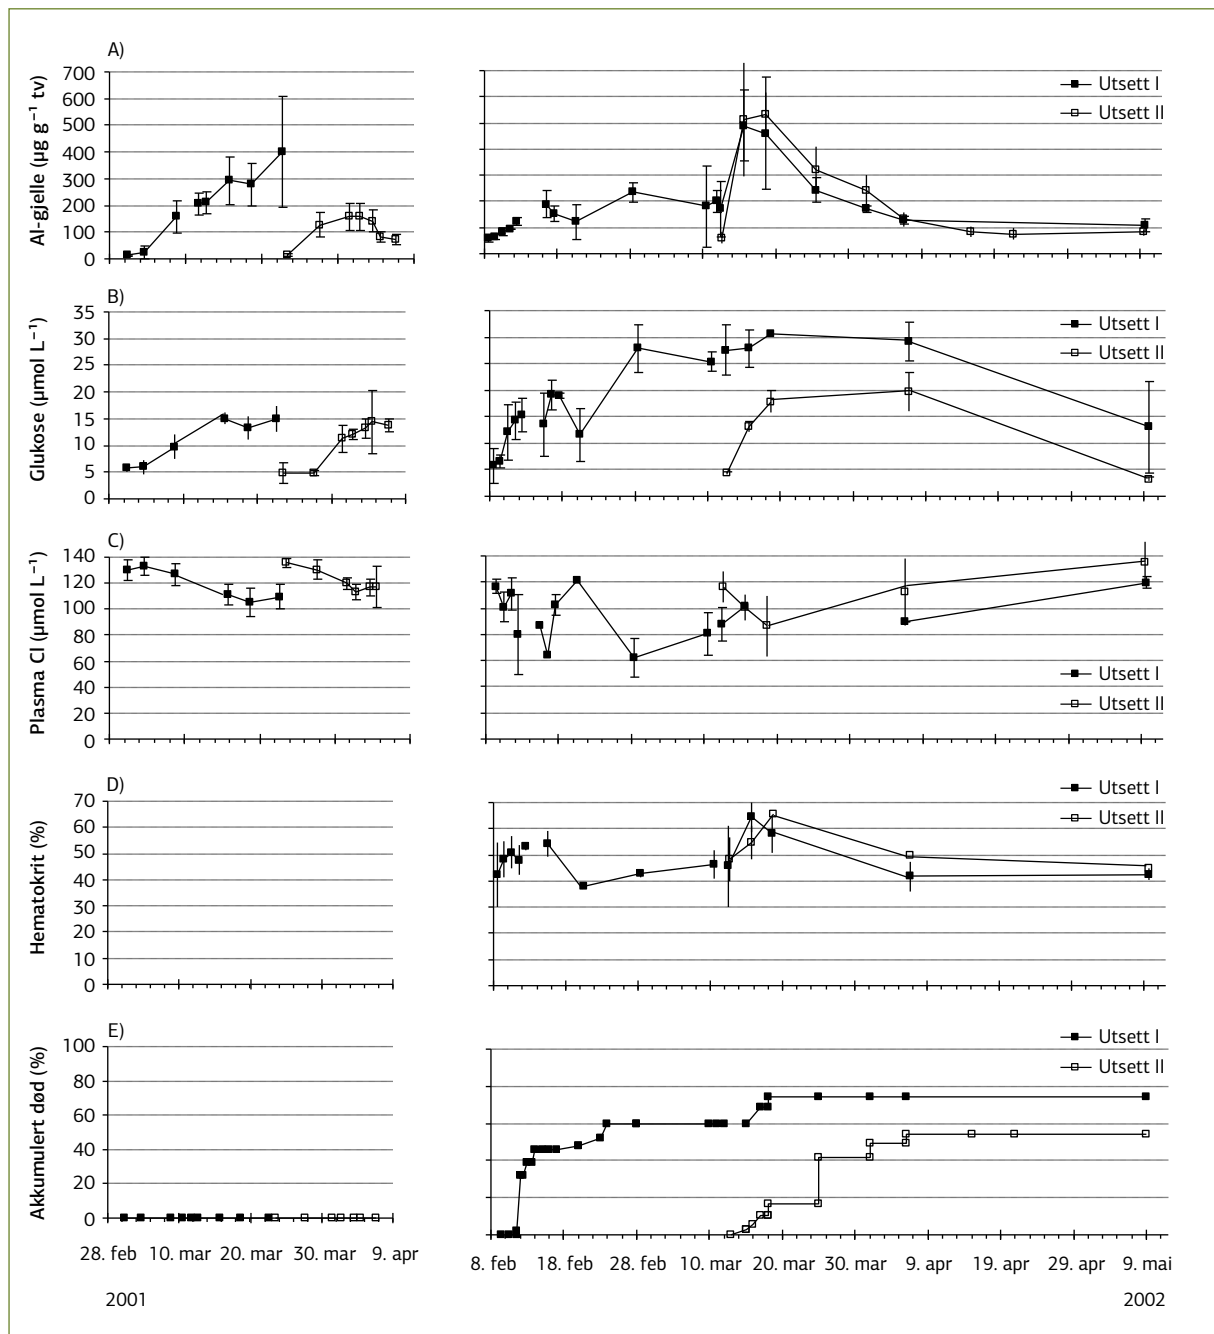 A)
Al-gjelle (µg g⁻¹ tv)
700
600
500
400
300
200
100
0
Utsett I
Utsett II
B)
Glukose (µmol L⁻¹)
35
30
25
20
15
10
5
0
Utsett I
Utsett II
C)
Plasma Cl (µmol L⁻¹)
140
120
100
80
60
40
20
0
Utsett I
Utsett II
D)
Hematokrit (%)
70
60
50
40
30
20
10
0
Utsett I
Utsett II
E)
Akkumulert død (%)
100
80
60
40
20
0
Utsett I
Utsett II
28. feb 10. mar 20. mar 30. mar 9. apr
8. feb 18. feb 28. feb 10. mar 20. mar 30. mar 9. apr 19. apr 29. apr 9. mai
2001 2002